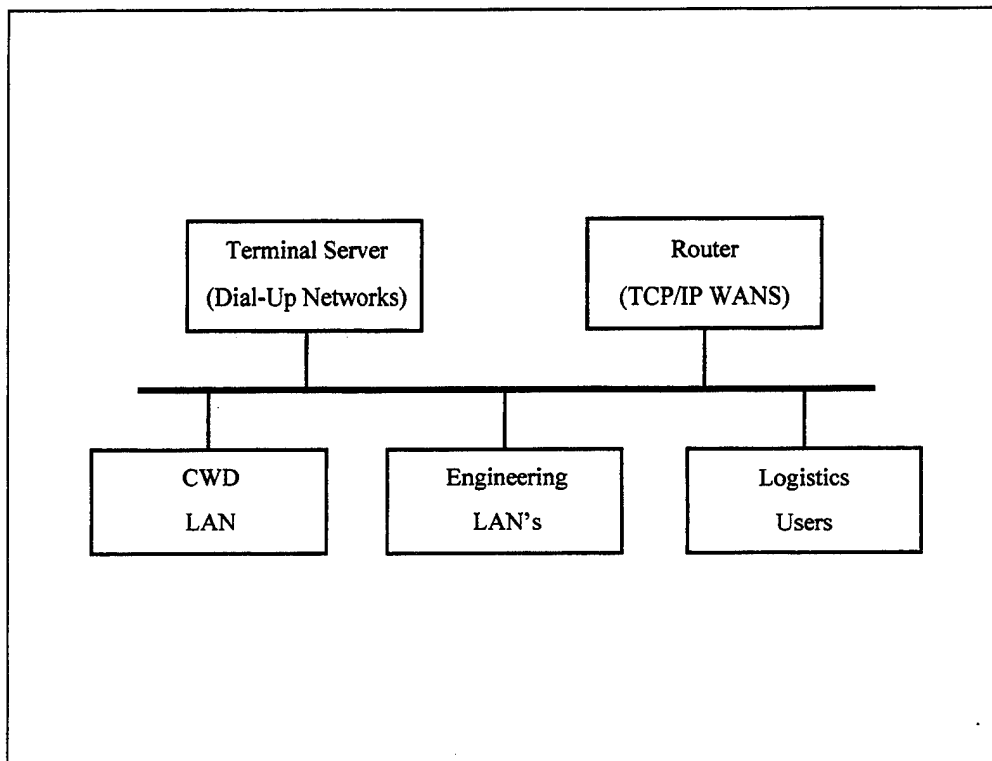 Terminal Server
(Dial-Up Networks)
Router
(TCP/IP WANS)
CWD
LAN
Engineering
LAN's
Logistics
Users